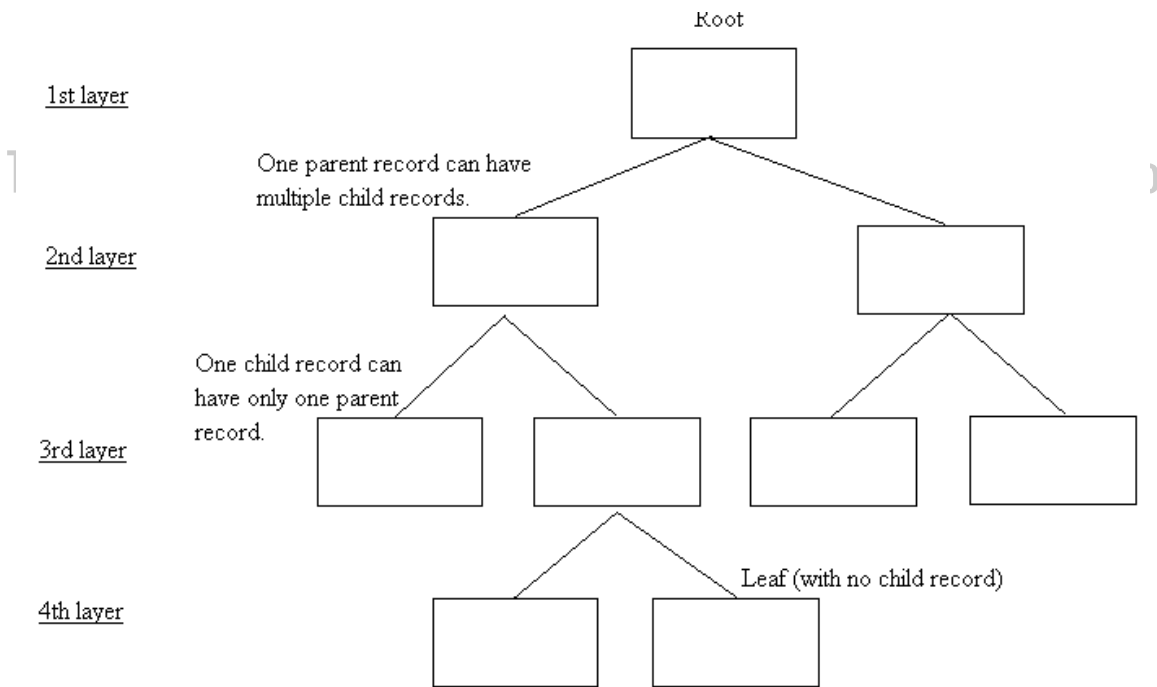 Root
1st layer
One parent record can have
multiple child records.
2nd layer
One child record can
have only one parent
record.
3rd layer
Leaf (with no child record)
4th layer